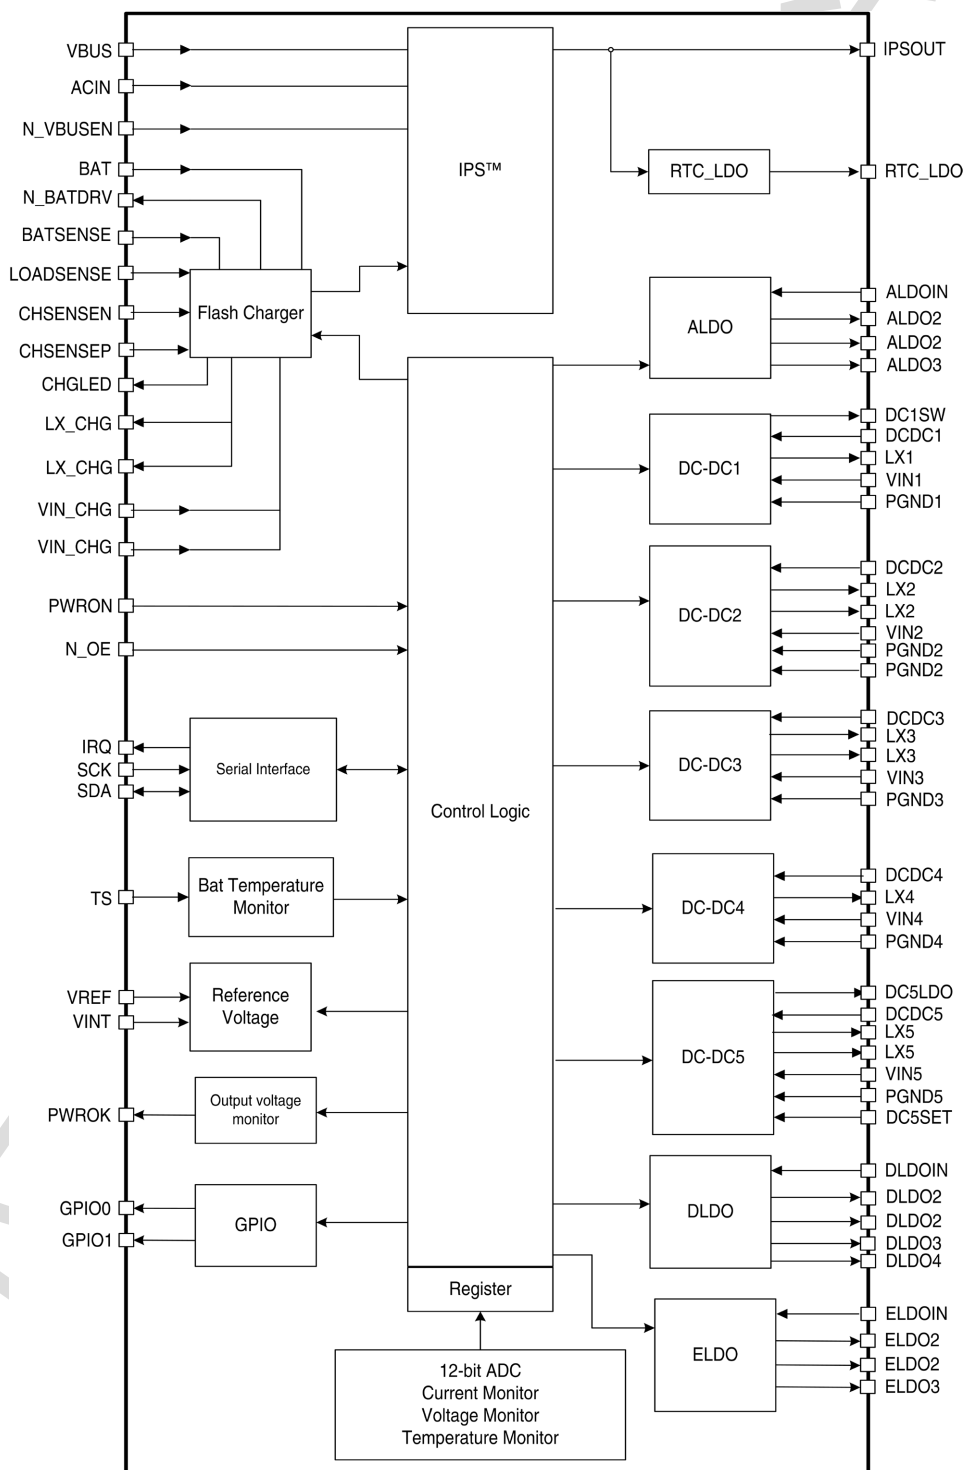 VBUS
ACIN
N_VBUSEN
BAT
N_BATDRV
BATSENSE
LOADSENSE
CHSENSEN
CHSENSEP
CHGLED
LX_CHG
LX_CHG
VIN_CHG
VIN_CHG
PWRON
N_OE
IRQ
SCK
SDA
TS
VREF
VINT
PWROK
GPIO0
GPIO1
Flash Charger
Serial Interface
Bat Temperature
Monitor
Reference
Voltage
Output voltage
monitor
GPIO
IPS™
Control Logic
Register
12-bit ADC
Current Monitor
Voltage Monitor
Temperature Monitor
RTC_LDO
ALDO
DC-DC1
DC-DC2
DC-DC3
DC-DC4
DC-DC5
DLDO
ELDO
IPSOUT
RTC_LDO
ALDOIN
ALDO2
ALDO2
ALDO3
DC1SW
DCDC1
LX1
VIN1
PGND1
DCDC2
LX2
LX2
VIN2
PGND2
PGND2
DCDC3
LX3
LX3
VIN3
PGND3
DCDC4
LX4
VIN4
PGND4
DC5LDO
DCDC5
LX5
LX5
VIN5
PGND5
DC5SET
DLDOIN
DLDO2
DLDO2
DLDO3
DLDO4
ELDOIN
ELDO2
ELDO2
ELDO3